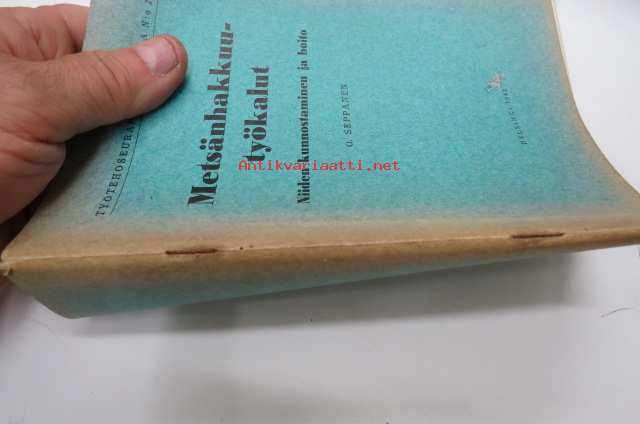 TYÖTEHOSEURA
Metsänhakkuu-
työkalut
Niiden kunnostaminen ja hoito
O. SEPPÄNEN
HELSINKI
Antikvariaatti.net